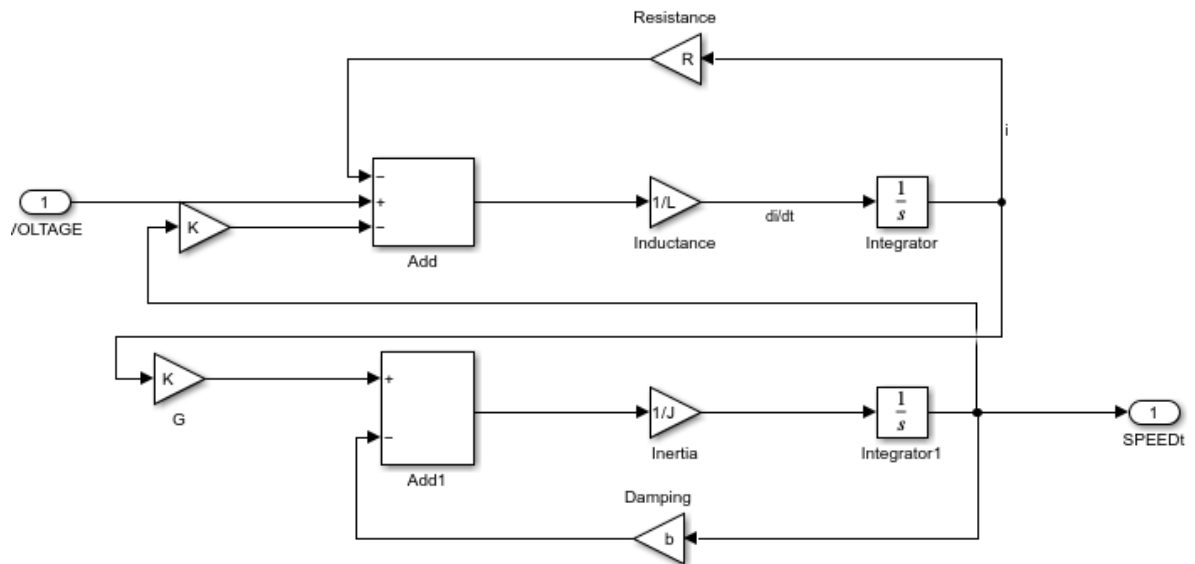 Resistance
R
i
1
/OLTAGE
K
−
+
−
Add
1/L
Inductance
di/dt
1
s
Integrator
K
G
+
−
Add1
1/J
Inertia
1
s
Integrator1
1
SPEEDt
Damping
b